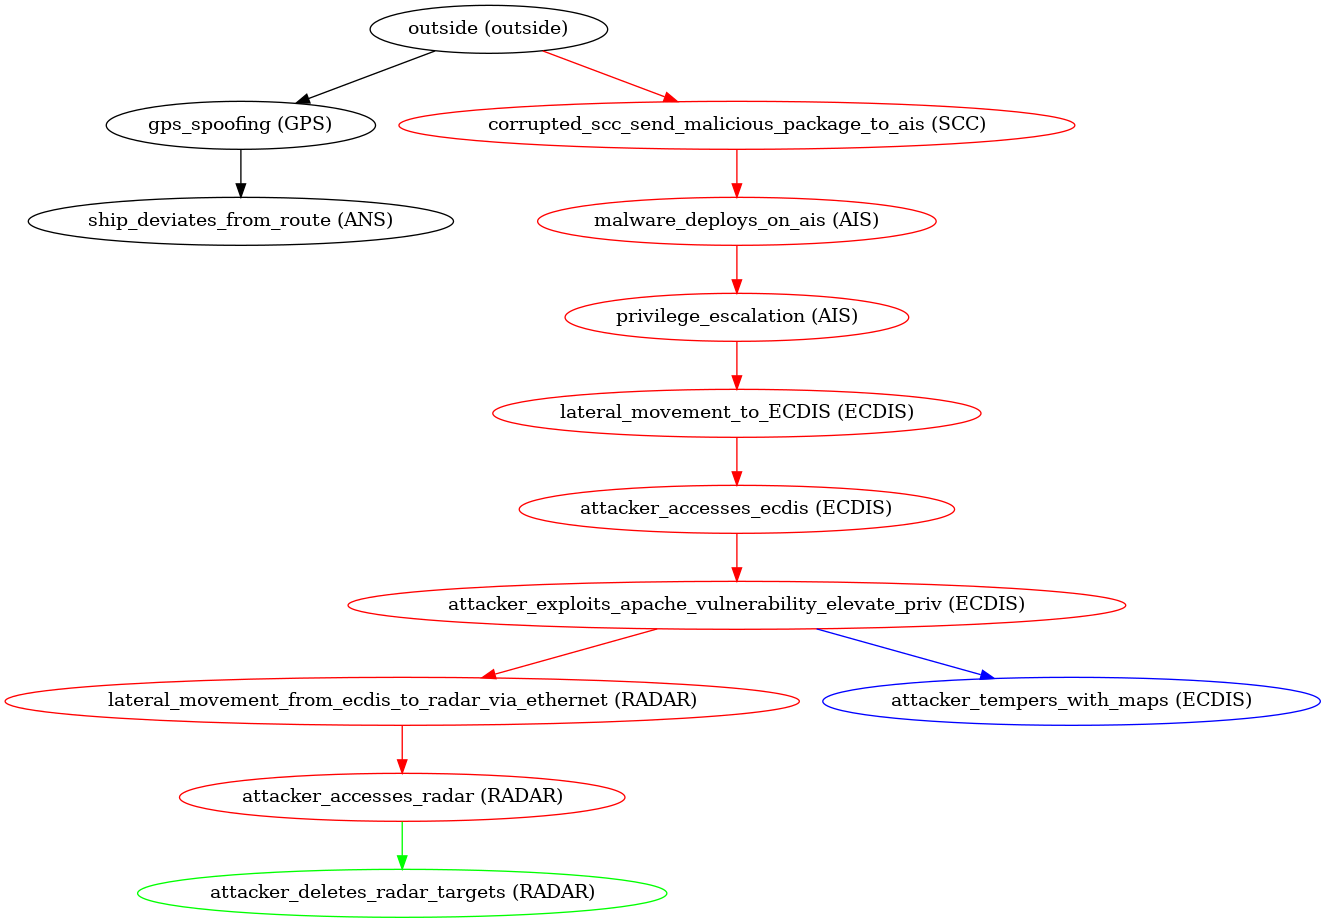 outside (outside)
gps_spoofing (GPS)
corrupted_scc_send_malicious_package_to_ais (SCC)
ship_deviates_from_route (ANS)
malware_deploys_on_ais (AIS)
privilege_escalation (AIS)
lateral_movement_to_ECDIS (ECDIS)
attacker_accesses_ecdis (ECDIS)
attacker_exploits_apache_vulnerability_elevate_priv (ECDIS)
lateral_movement_from_ecdis_to_radar_via_ethernet (RADAR)
attacker_tempers_with_maps (ECDIS)
attacker_accesses_radar (RADAR)
attacker_deletes_radar_targets (RADAR)